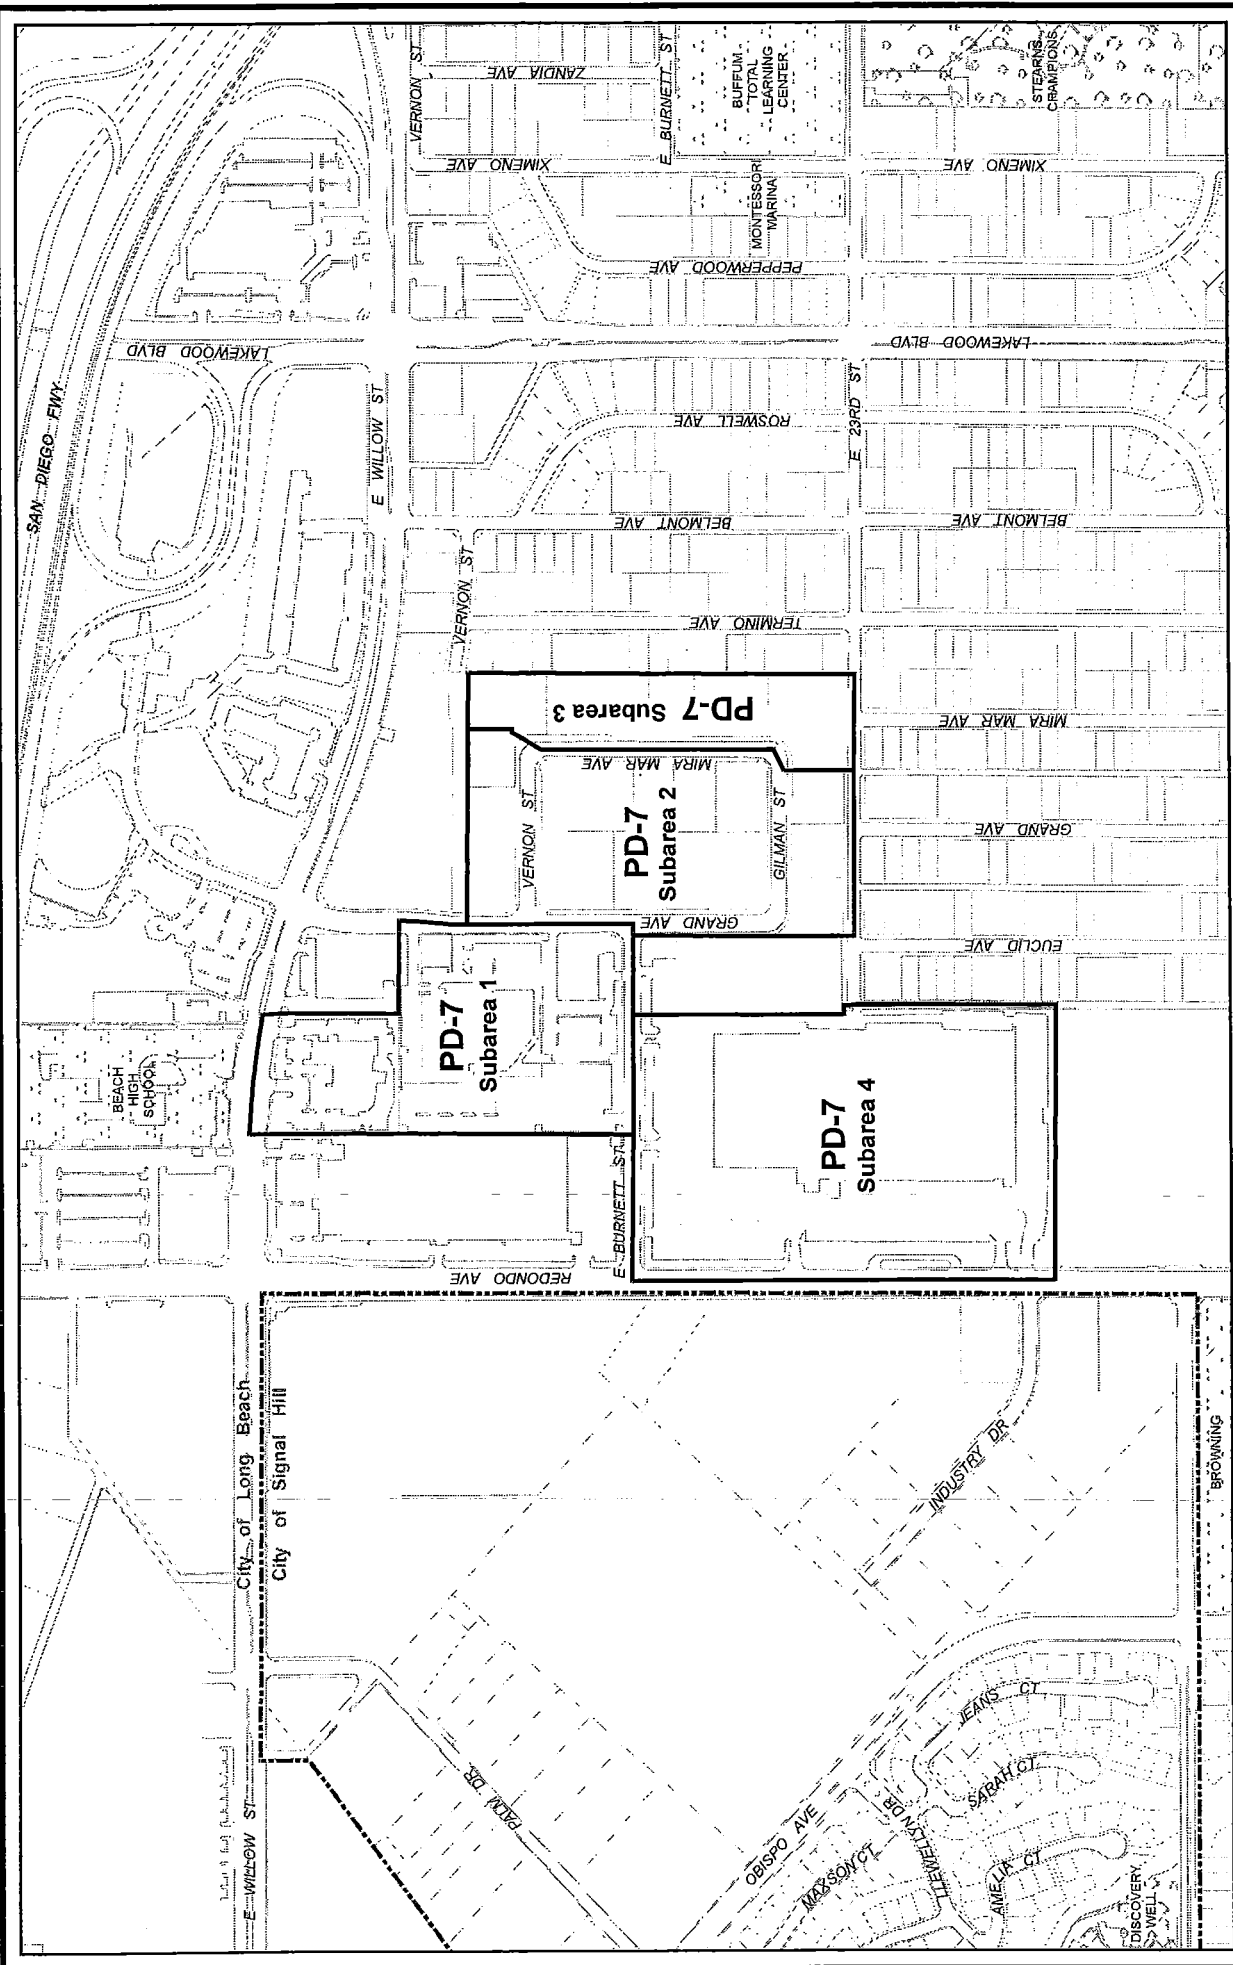 SAN DIEGO FWY
LAKEWOOD BLVD
E WILLOW ST
VERNON ST
ZANDIA AVE
XIMENO AVE
E BURNETT ST
BUFFUM
TOTAL
LEARNING
CENTER
MONTESSORI
MARINA
PEPPERWOOD AVE
STEARNS
CHAMPIONS
XIMENO AVE
LAKEWOOD BLVD
ROSWELL AVE
E 23RD ST
BELMONT AVE
BELMONT AVE
VERNON ST
TERMINO AVE
PD-7 Subarea 3
MIRA MAR AVE
MIRA MAR AVE
VERNON ST
PD-7
Subarea 2
GILMAN ST
GRAND AVE
GRAND AVE
EUCLID AVE
PD-7
Subarea 1
BEACH
HIGH
SCHOOL
PD-7
Subarea 4
E BURNETT ST
REDONDO AVE
City of Long Beach
City of Signal Hill
INDUSTRY DR
BROWNING
PALM DR
E WILLOW ST
OBISPO AVE
MAXSON CT
LLEWELLYN DR
JEANS CT
SARAH CT
AMELIA CT
DISCOVERY
WELL